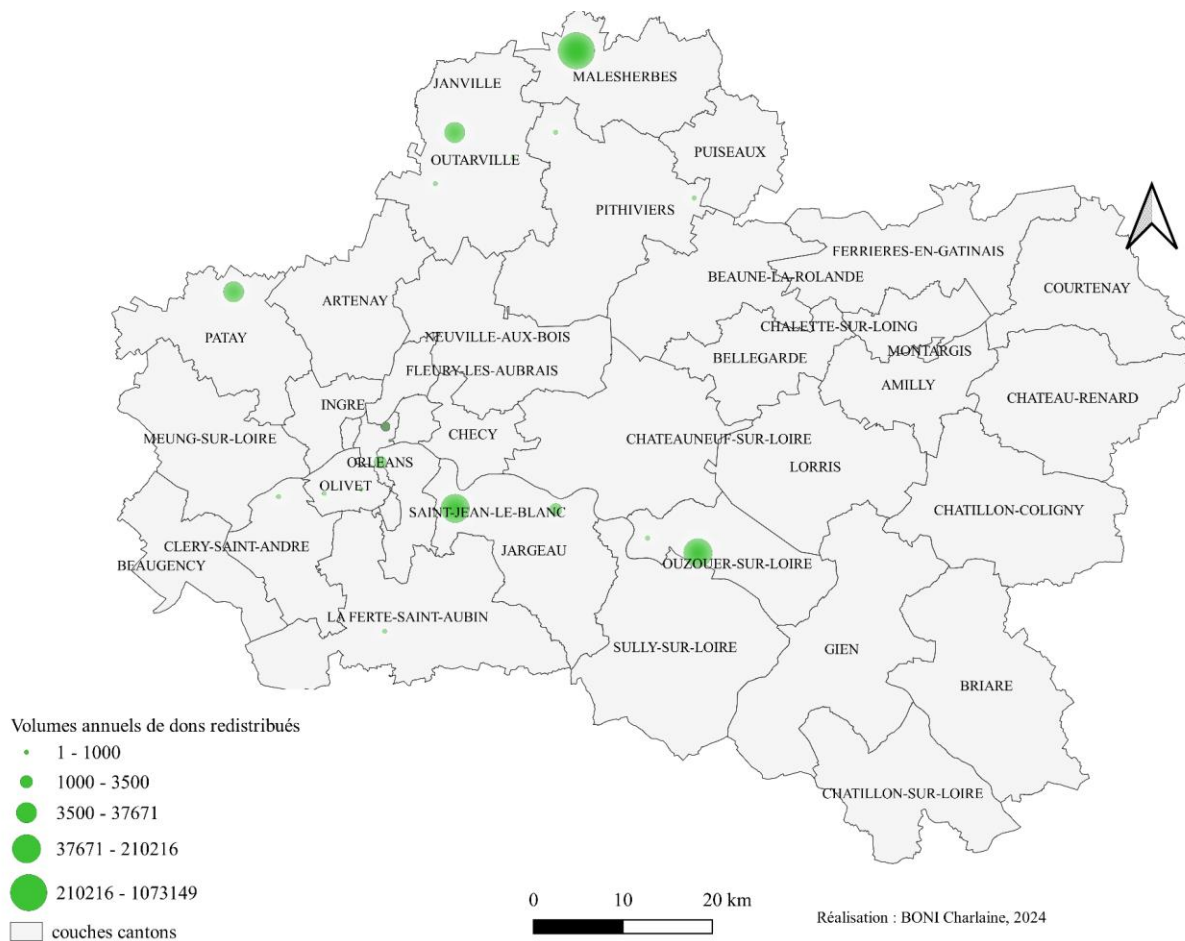 MALESHERBES
JANVILLE
PUISEAUX
OUTARVILLE
PITHIVIERS
FERRIERES-EN-GATINAIS
BEAUNE-LA-ROLANDE
COURTENAY
ARTENAY
CHALETTE-SUR-LOING
NEUVILLE-AUX-BOIS
PATAY
MONTARGIS
BELLEGARDE
FLEURY-LES-AUBRAIS
AMILLY
CHATEAU-RENARD
INGRE
MEUNG-SUR-LOIRE
CHECY
CHATEAUNEUF-SUR-LOIRE
ORLEANS
LORRIS
OLIVET
SAINT-JEAN-LE-BLANC
CHATILLON-COLIGNY
CLERY-SAINT-ANDRE
JARGEAU
BEAUGENCY
OUZOUER-SUR-LOIRE
LA FERTE-SAINT-AUBIN
SULLY-SUR-LOIRE
GIEN
BRIARE
CHATILLON-SUR-LOIRE
Volumes annuels de dons redistribués
1 - 1000
1000 - 3500
3500 - 37671
37671 - 210216
210216 - 1073149
couches cantons
0 10 20 km
Réalisation : BONI Charlaine, 2024